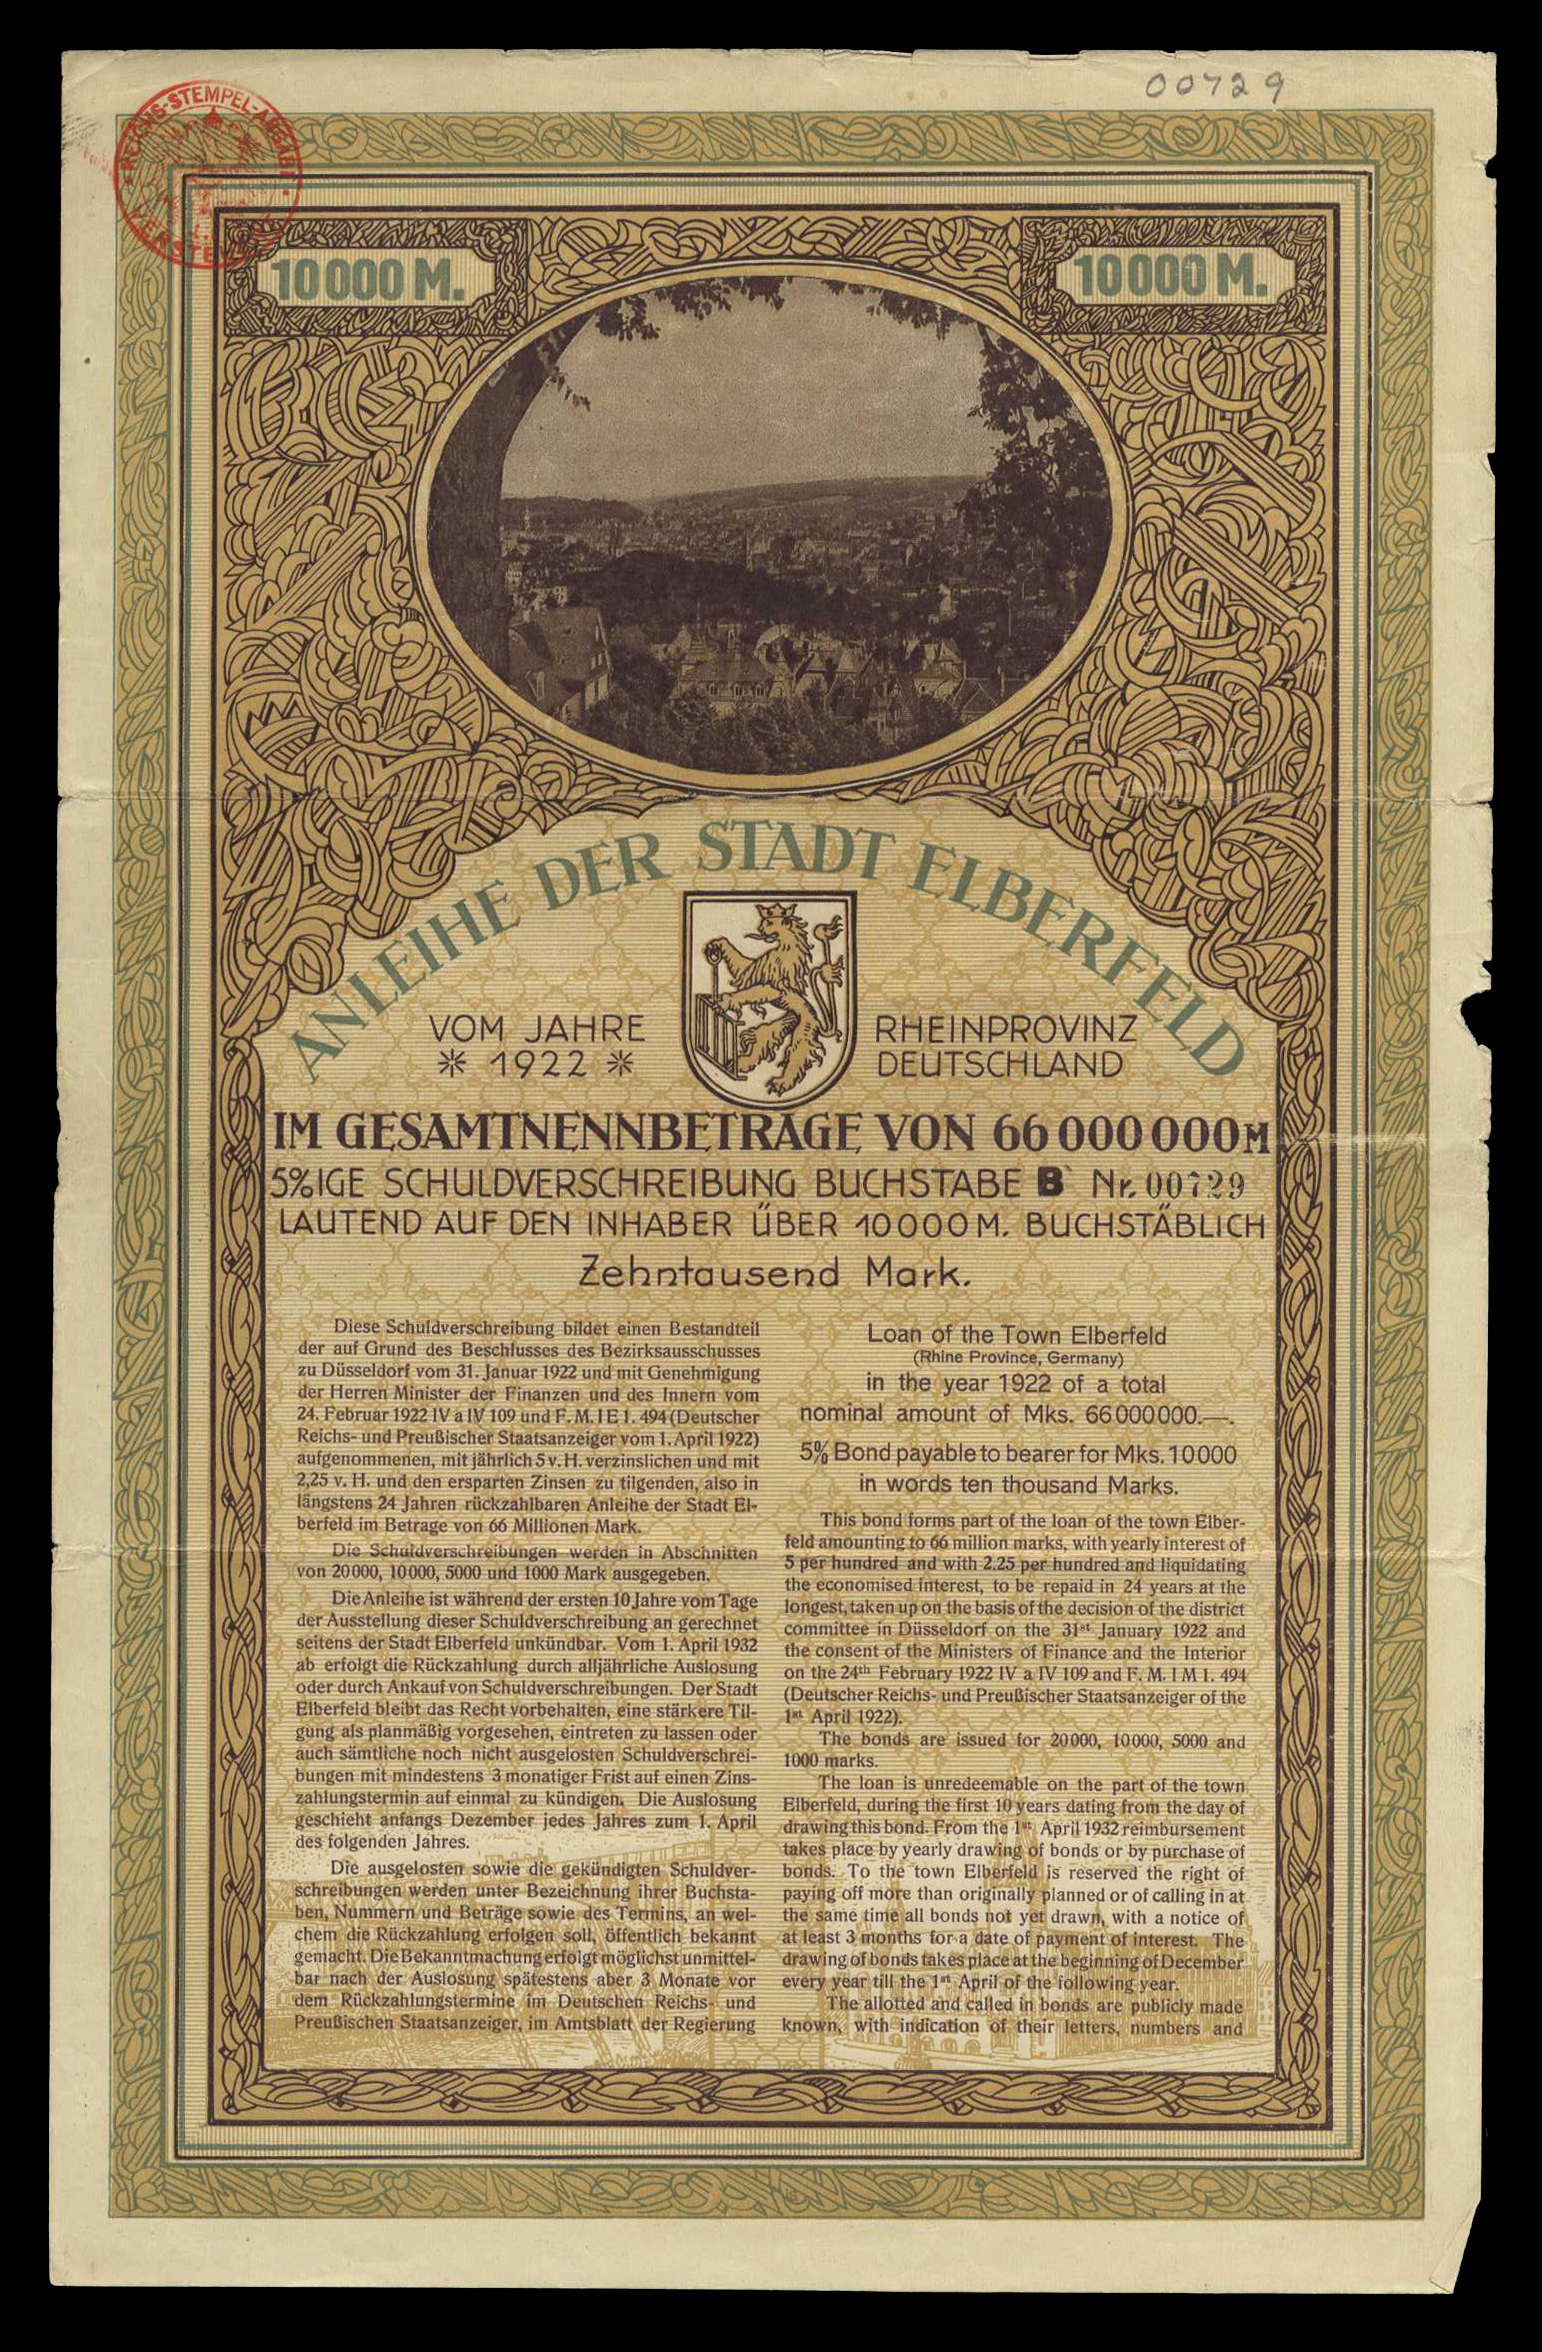 00729
REICHS-STEMPEL-ABGABE
VERSTEUERT
10000 M.
10000 M.
ANLEIHE DER STADT ELBERFELD
VOM JAHRE
* 1922 *
RHEINPROVINZ
DEUTSCHLAND
IM GESAMTNENNBETRAGE VON 66 000 000 M
5%IGE SCHULDVERSCHREIBUNG BUCHSTABE B Nr. 00729
LAUTEND AUF DEN INHABER ÜBER 10000 M. BUCHSTÄBLICH
Zehntausend Mark.
Diese Schuldverschreibung bildet einen Bestandteil
der auf Grund des Beschlusses des Bezirksausschusses
zu Düsseldorf vom 31. Januar 1922 und mit Genehmigung
der Herren Minister der Finanzen und des Innern vom
24. Februar 1922 IV a IV 109 und F. M. I E 1. 494 (Deutscher
Reichs- und Preußischer Staatsanzeiger vom 1. April 1922)
aufgenommenen, mit jährlich 5 v. H. verzinslichen und mit
2,25 v. H. und den ersparten Zinsen zu tilgenden, also in
längstens 24 Jahren rückzahlbaren Anleihe der Stadt El-
berfeld im Betrage von 66 Millionen Mark.
Die Schuldverschreibungen werden in Abschnitten
von 20000, 10000, 5000 und 1000 Mark ausgegeben.
Die Anleihe ist während der ersten 10 Jahre vom Tage
der Ausstellung dieser Schuldverschreibung an gerechnet
seitens der Stadt Elberfeld unkündbar. Vom 1. April 1932
ab erfolgt die Rückzahlung durch alljährliche Auslosung
oder durch Ankauf von Schuldverschreibungen. Der Stadt
Elberfeld bleibt das Recht vorbehalten, eine stärkere Til-
gung als planmäßig vorgesehen, eintreten zu lassen oder
auch sämtliche noch nicht ausgelosten Schuldverschrei-
bungen mit mindestens 3 monatiger Frist auf einen Zins-
zahlungstermin auf einmal zu kündigen. Die Auslosung
geschieht anfangs Dezember jedes Jahres zum 1. April
des folgenden Jahres.
Die ausgelosten sowie die gekündigten Schuldver-
schreibungen werden unter Bezeichnung ihrer Buchsta-
ben, Nummern und Beträge sowie des Termins, an wel-
chem die Rückzahlung erfolgen soll, öffentlich bekannt
gemacht. Die Bekanntmachung erfolgt möglichst unmittel-
bar nach der Auslosung spätestens aber 3 Monate vor
dem Rückzahlungstermine im Deutschen Reichs- und
Preußischen Staatsanzeiger, im Amtsblatt der Regierung
Loan of the Town Elberfeld
(Rhine Province, Germany)
in the year 1922 of a total
nominal amount of Mks. 66000000.—.
5% Bond payable to bearer for Mks. 10000
in words ten thousand Marks.
This bond forms part of the loan of the town Elber-
feld amounting to 66 million marks, with yearly interest of
5 per hundred and with 2.25 per hundred and liquidating
the economised interest, to be repaid in 24 years at the
longest, taken up on the basis of the decision of the district
committee in Düsseldorf on the 31st January 1922 and
the consent of the Ministers of Finance and the Interior
on the 24th February 1922 IV a IV 109 and F. M. I M 1. 494
(Deutscher Reichs- und Preußischer Staatsanzeiger of the
1st April 1922).
The bonds are issued for 20000, 10000, 5000 and
1000 marks.
The loan is unredeemable on the part of the town
Elberfeld, during the first 10 years dating from the day of
drawing this bond. From the 1st April 1932 reimbursement
takes place by yearly drawing of bonds or by purchase of
bonds. To the town Elberfeld is reserved the right of
paying off more than originally planned or of calling in at
the same time all bonds not yet drawn, with a notice of
at least 3 months for a date of payment of interest. The
drawing of bonds takes place at the beginning of December
every year till the 1st April of the following year.
The allotted and called in bonds are publicly made
known, with indication of their letters, numbers and